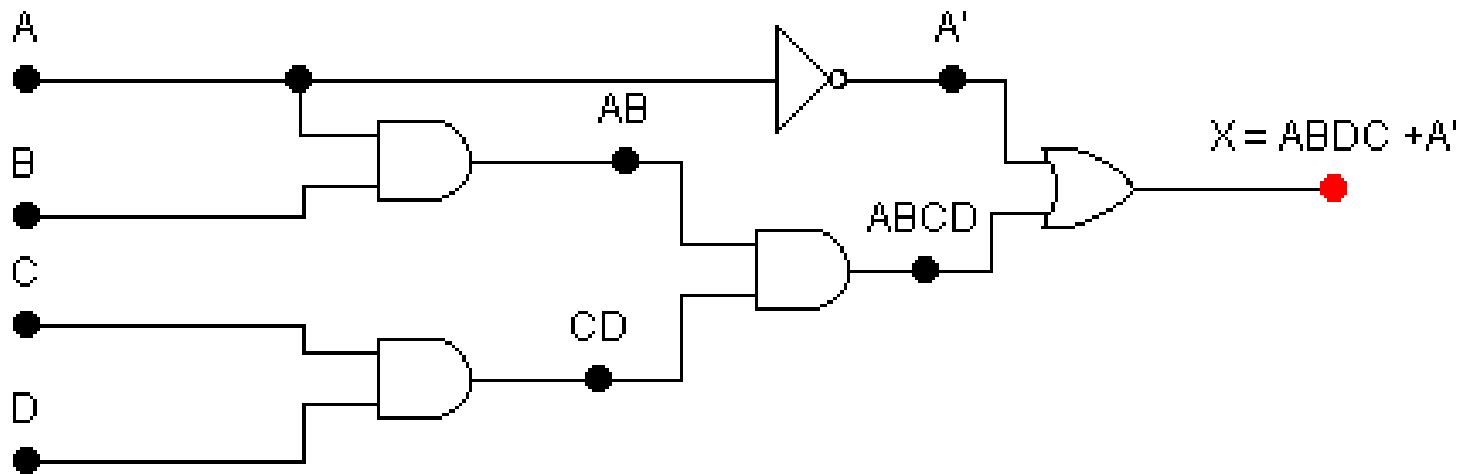 A
A'
AB
X = ABDC +A'
B
ABCD
C
CD
D